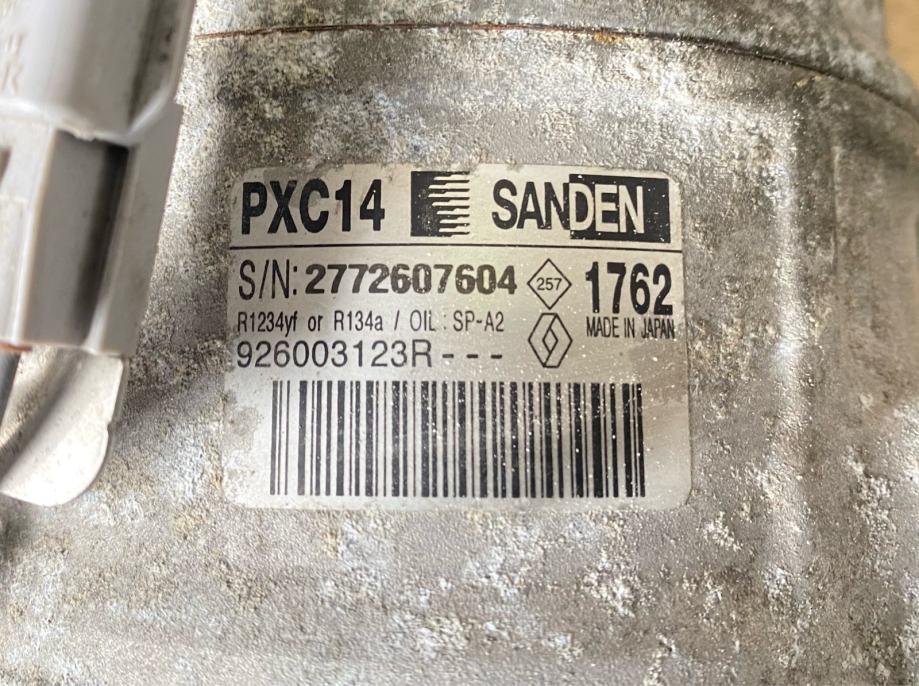 PXC14 SANDEN
S/N: 2772607604 257 1762
R1234yf or R134a / OIL : SP-A2 MADE IN JAPAN
926003123R---